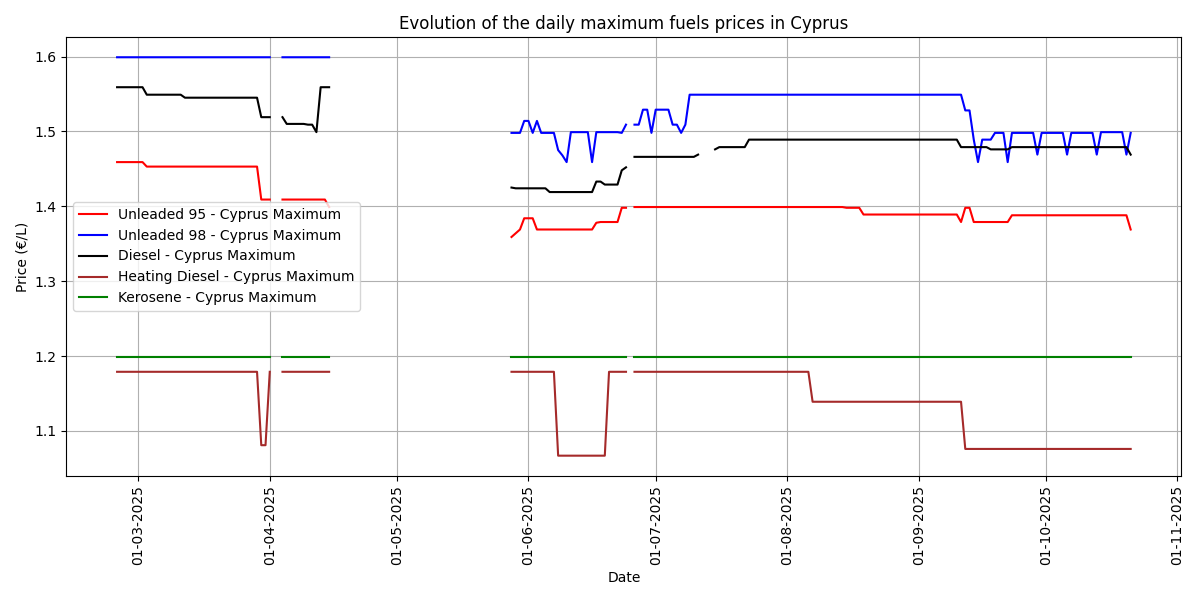 Evolution of the daily maximum fuels prices in Cyprus
1.6
1.5
1.4
1.3
1.2
1.1
Price (€/L)
Unleaded 95 - Cyprus Maximum
Unleaded 98 - Cyprus Maximum
Diesel - Cyprus Maximum
Heating Diesel - Cyprus Maximum
Kerosene - Cyprus Maximum
01-03-2025
01-04-2025
01-05-2025
01-06-2025
01-07-2025
01-08-2025
01-09-2025
01-10-2025
01-11-2025
Date